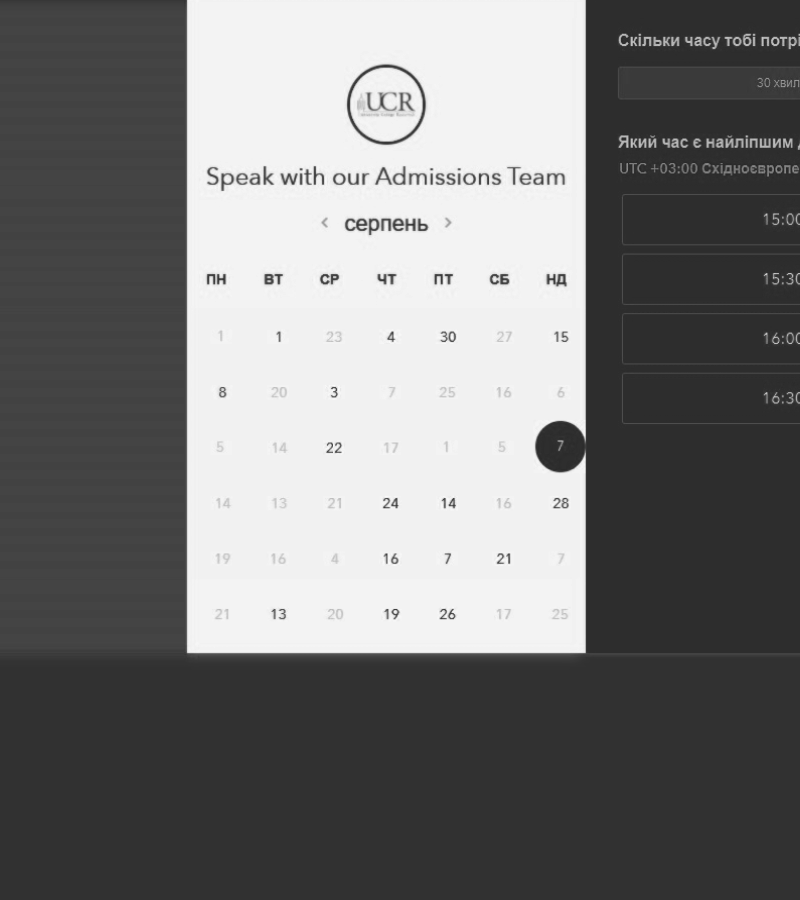 UCR
Speak with our Admissions Team
‹ серпень ›
ПН ВТ СР ЧТ ПТ СБ НД
1 1 23 4 30 27 15
8 20 3 7 25 16 6
5 14 22 17 1 5 7
14 13 21 24 14 16 28
19 16 4 16 7 21 7
21 13 20 19 26 17 25
Скільки часу тобі потрі
30 хвил
Який час є найліпшим
UTC +03:00 Східноєвропе
15:00
15:30
16:00
16:30